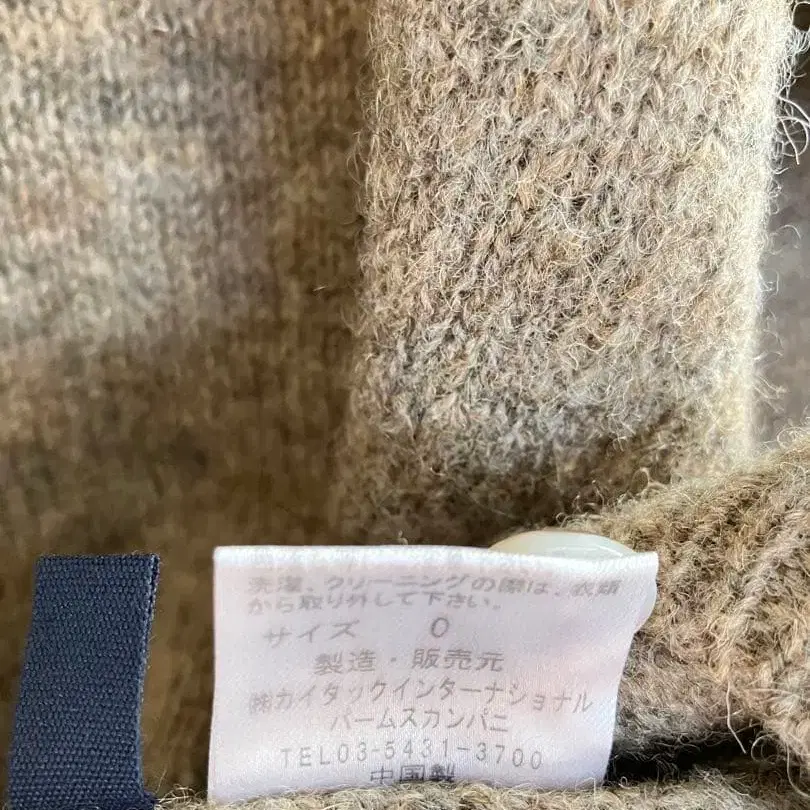 洗濯、クリーニングの際は、衣類
から取り外して下さい。
サイズ 0
製造・販売元
㈱カイタックインターナショナル
バームスカンパニ
TEL03-5431-3700
中国製